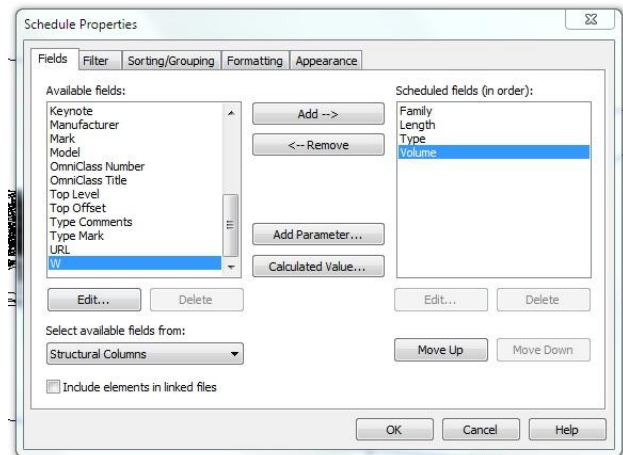 Schedule Properties
Fields
Filter
Sorting/Grouping
Formatting
Appearance
Available fields:
Keynote
Manufacturer
Mark
Model
OmniClass Number
OmniClass Title
Top Level
Top Offset
Type Comments
Type Mark
URL
W
Add -->
<-- Remove
Add Parameter...
Calculated Value...
Scheduled fields (in order):
Family
Length
Type
Volume
Edit...
Delete
Edit...
Delete
Select available fields from:
Structural Columns
Move Up
Move Down
Include elements in linked files
OK
Cancel
Help